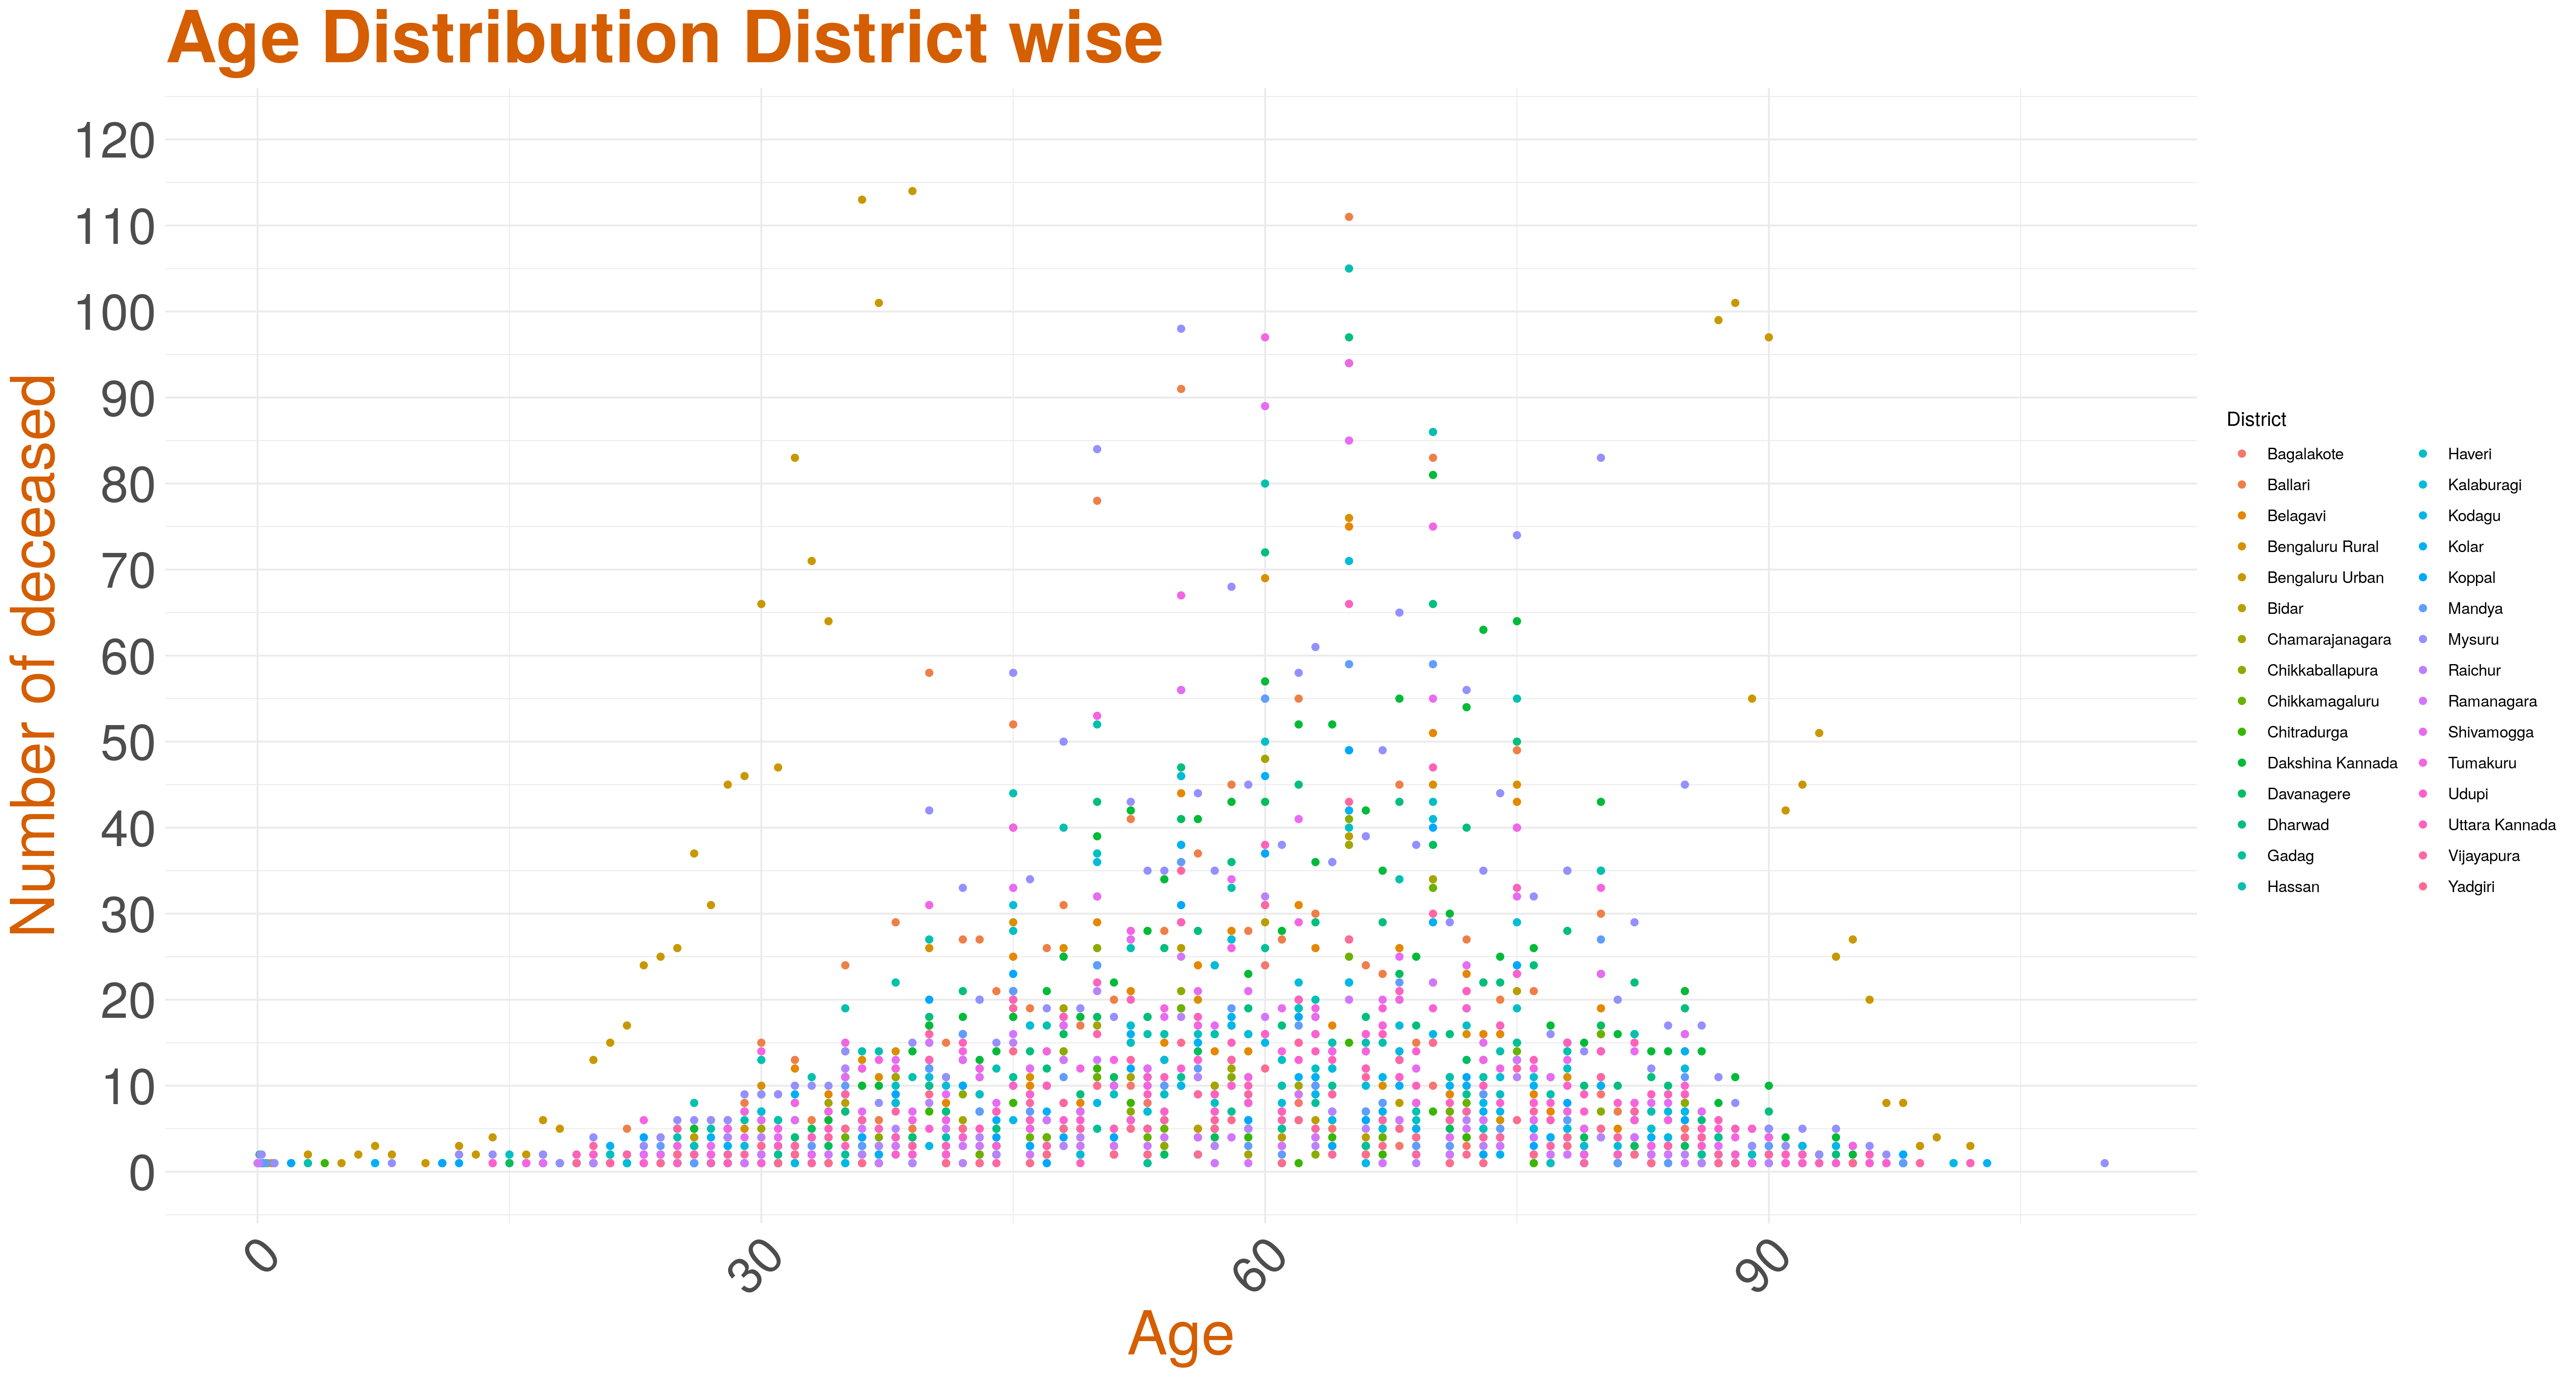 Age Distribution District wise
Number of deceased
120
110
100
90
80
70
60
50
40
30
20
10
0
0 30 60 90
Age
District
Bagalakote Haveri
Ballari Kalaburagi
Belagavi Kodagu
Bengaluru Rural Kolar
Bengaluru Urban Koppal
Bidar Mandya
Chamarajanagara Mysuru
Chikkaballapura Raichur
Chikkamagaluru Ramanagara
Chitradurga Shivamogga
Dakshina Kannada Tumakuru
Davanagere Udupi
Dharwad Uttara Kannada
Gadag Vijayapura
Hassan Yadgiri